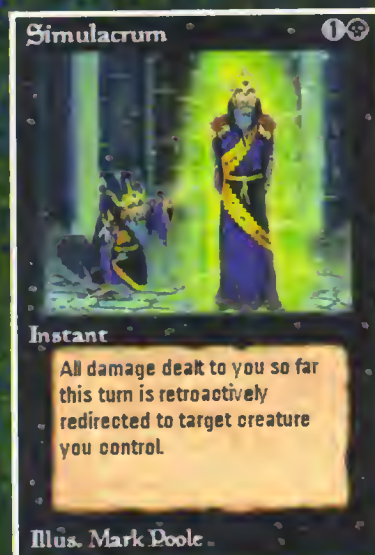 Simulacrum 1
Instant
All damage dealt to you so far
this turn is retroactively
redirected to target creature
you control.
Illus. Mark Poole